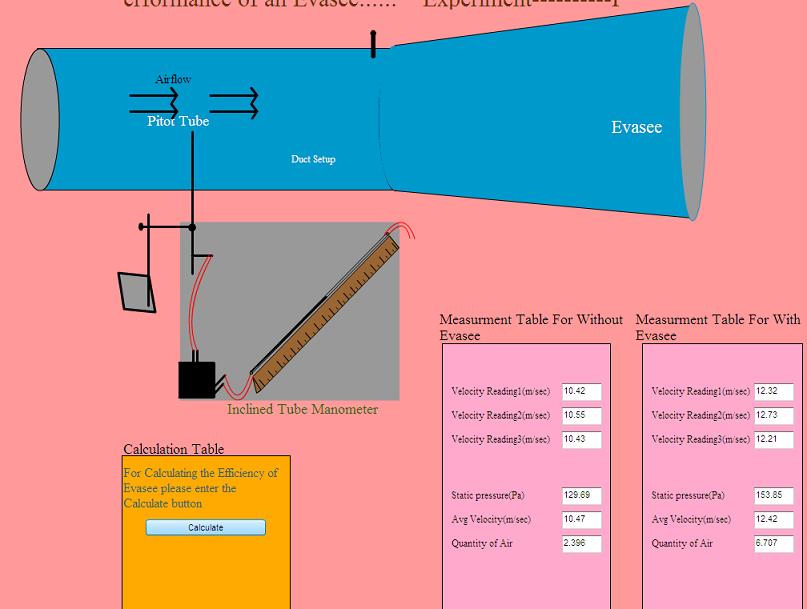 erformance of an Evasee...... Experiment----------1
Airflow
Pitot Tube
Evasee
Duct Setup
Inclined Tube Manometer
Measurment Table For Without
Evasee
Velocity Reading1(m/sec) 10.42
Velocity Reading2(m/sec) 10.55
Velocity Reading3(m/sec) 10.43
Static pressure(Pa) 129.69
Avg Velocity(m/sec) 10.47
Quantity of Air 2.396
Measurment Table For With
Evasee
Velocity Reading1(m/sec) 12.32
Velocity Reading2(m/sec) 12.73
Velocity Reading3(m/sec) 12.21
Static pressure(Pa) 153.85
Avg Velocity(m/sec) 12.42
Quantity of Air 6.707
Calculation Table
For Calculating the Efficiency of
Evasee please enter the
Calculate button
Calculate